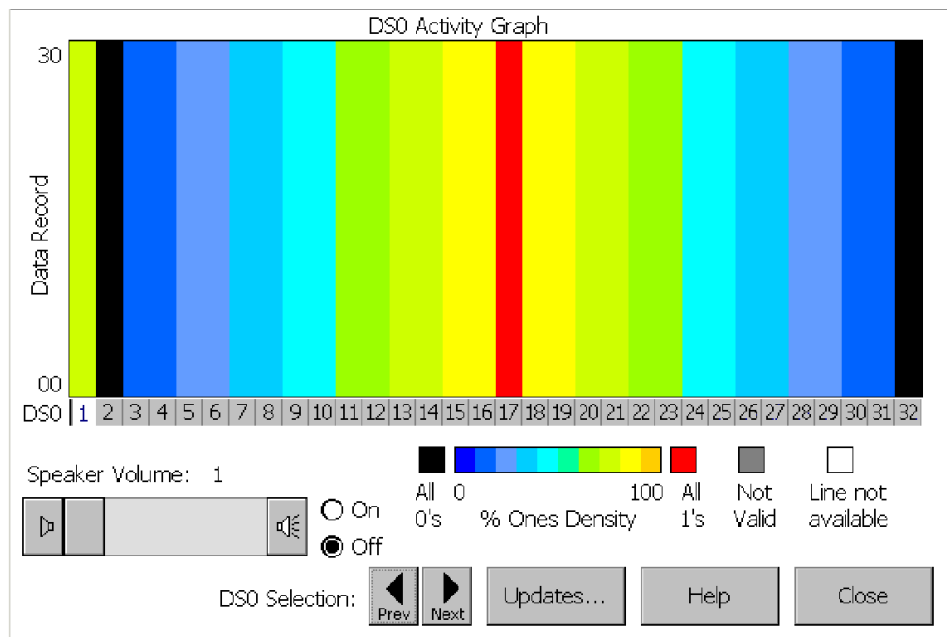 DS0 Activity Graph
30
Data Record
00
DS0 1 2 3 4 5 6 7 8 9 10 11 12 13 14 15 16 17 18 19 20 21 22 23 24 25 26 27 28 29 30 31 32
Speaker Volume: 1
On
Off
All 0 100 All Not Line not
0's % Ones Density 1's Valid available
DS0 Selection: Prev Next Updates... Help Close